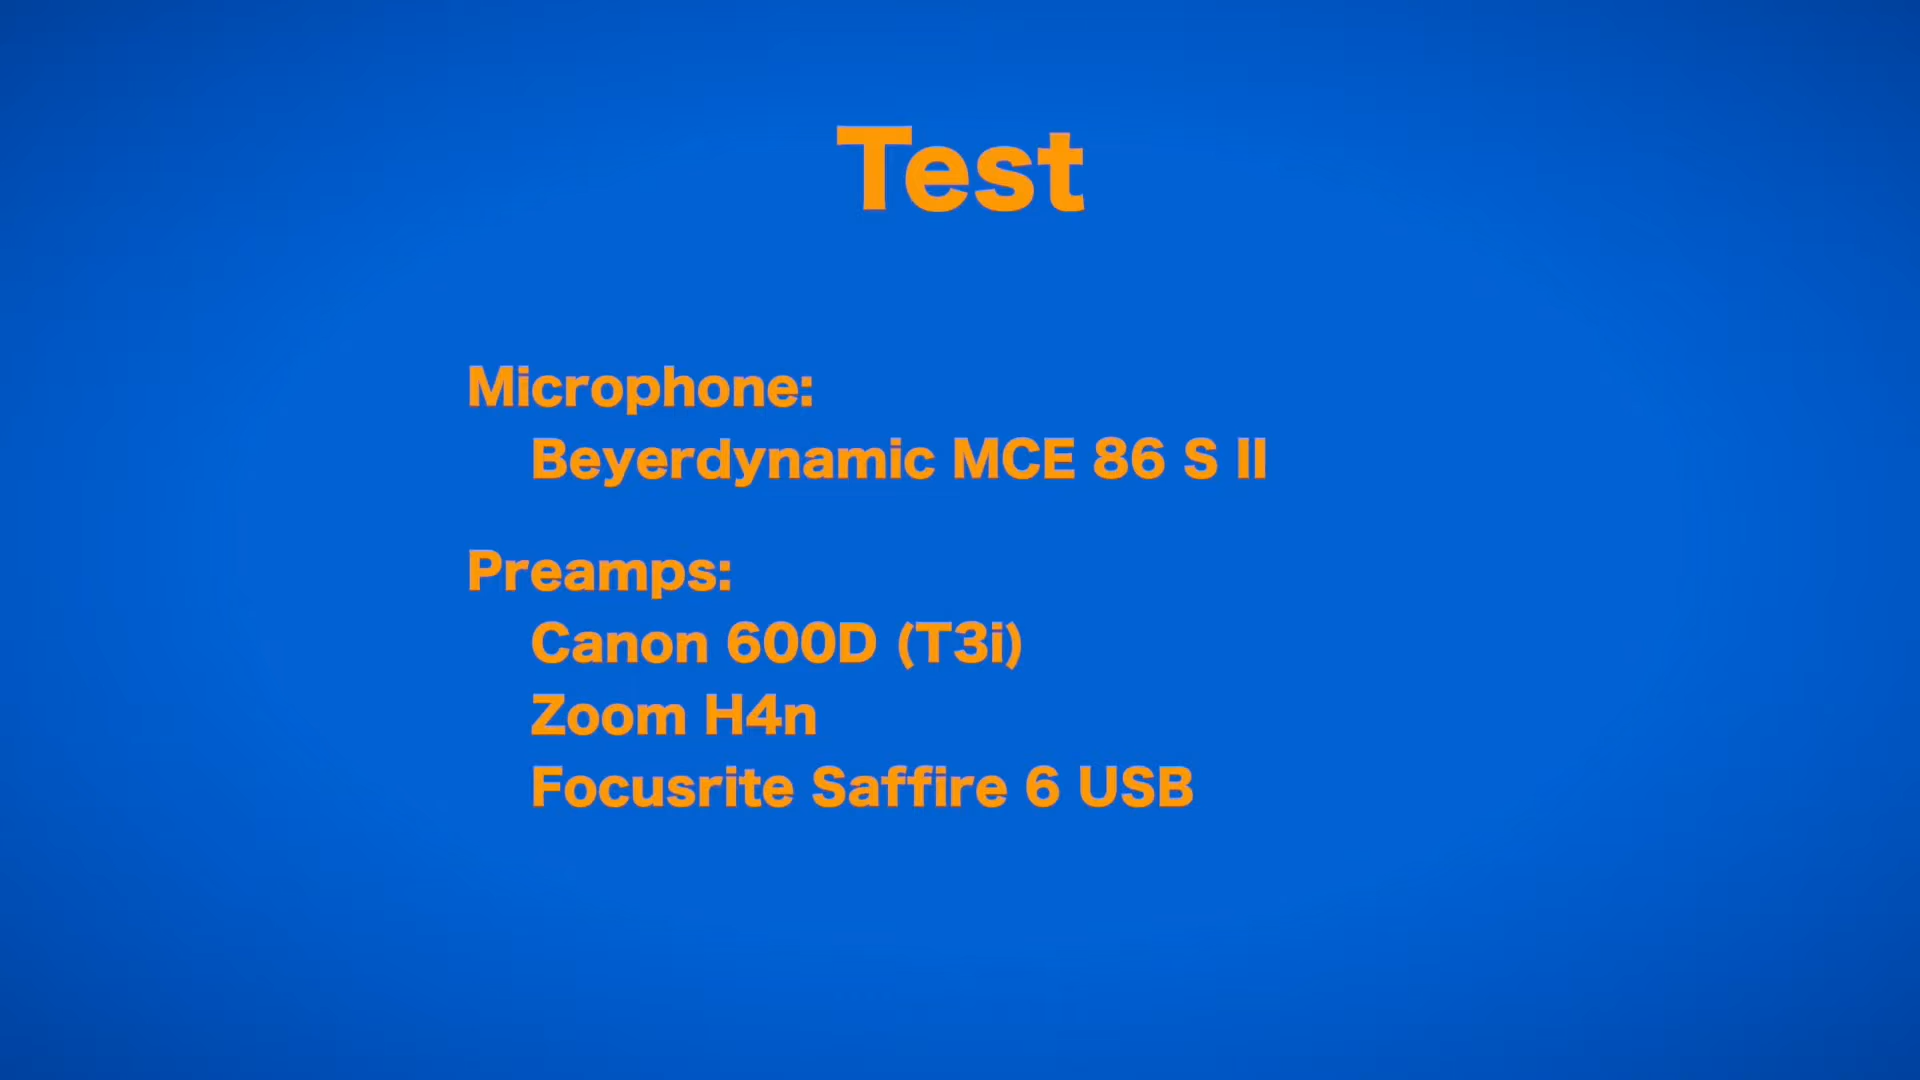 Test
Microphone:
Beyerdynamic MCE 86 S II
Preamps:
Canon 600D (T3i)
Zoom H4n
Focusrite Saffire 6 USB